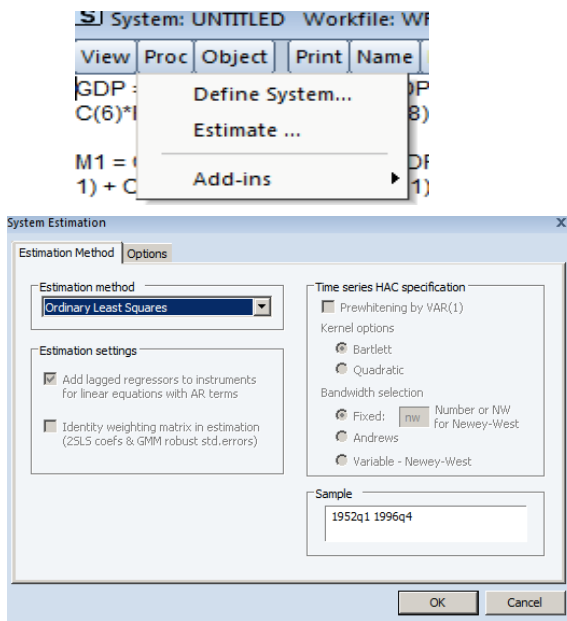 System: UNTITLED Workfile:
View Proc Object Print Name
GDP
Define System...
C(6)*
8)
Estimate ...
M1 =
1) + C
Add-ins
1)
System Estimation
x
Estimation Method Options
Estimation method
Ordinary Least Squares
Estimation settings
Add lagged regressors to instruments
for linear equations with AR terms
Identity weighting matrix in estimation
(2SLS coefs & GMM robust std.errors)
Time series HAC specification
Prewhitening by VAR(1)
Kernel options
Bartlett
Quadratic
Bandwidth selection
Fixed: nw Number or NW
for Newey-West
Andrews
Variable - Newey-West
Sample
1952q1 1996q4
OK Cancel